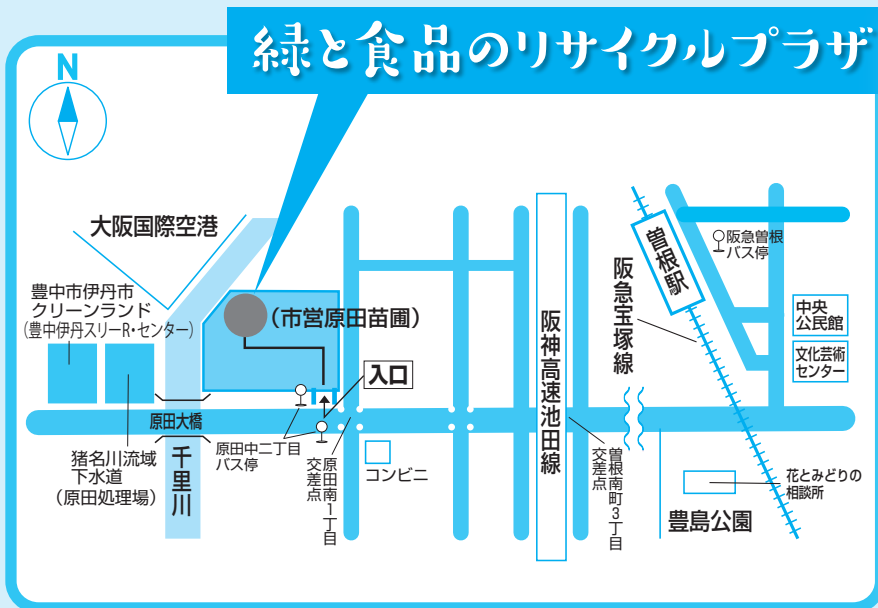 緑と食品のリサイクルプラザ
N
大阪国際空港
豊中市伊丹市
クリーンランド
(豊中伊丹スリーR・センター)
(市営原田苗圃)
入口
原田大橋
猪名川流域
下水道
(原田処理場)
千里川
原田中二丁目
バス停
原田南1丁目
交差点
コンビニ
阪神高速池田線
曽根南町3丁目
交差点
阪急宝塚線
曽根駅
阪急曽根
バス停
中央
公民館
文化芸術
センター
花とみどりの
相談所
豊島公園